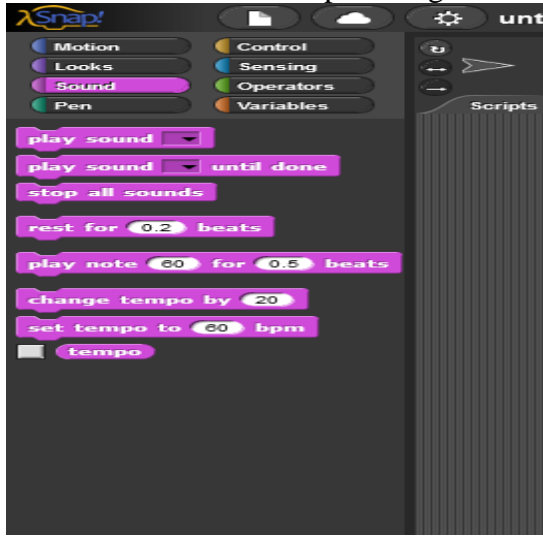 λSnap!
unt
Motion Control
Looks Sensing
Sound Operators
Pen Variables
Scripts
play sound
play sound until done
stop all sounds
rest for 0.2 beats
play note 60 for 0.5 beats
change tempo by 20
set tempo to 60 bpm
tempo